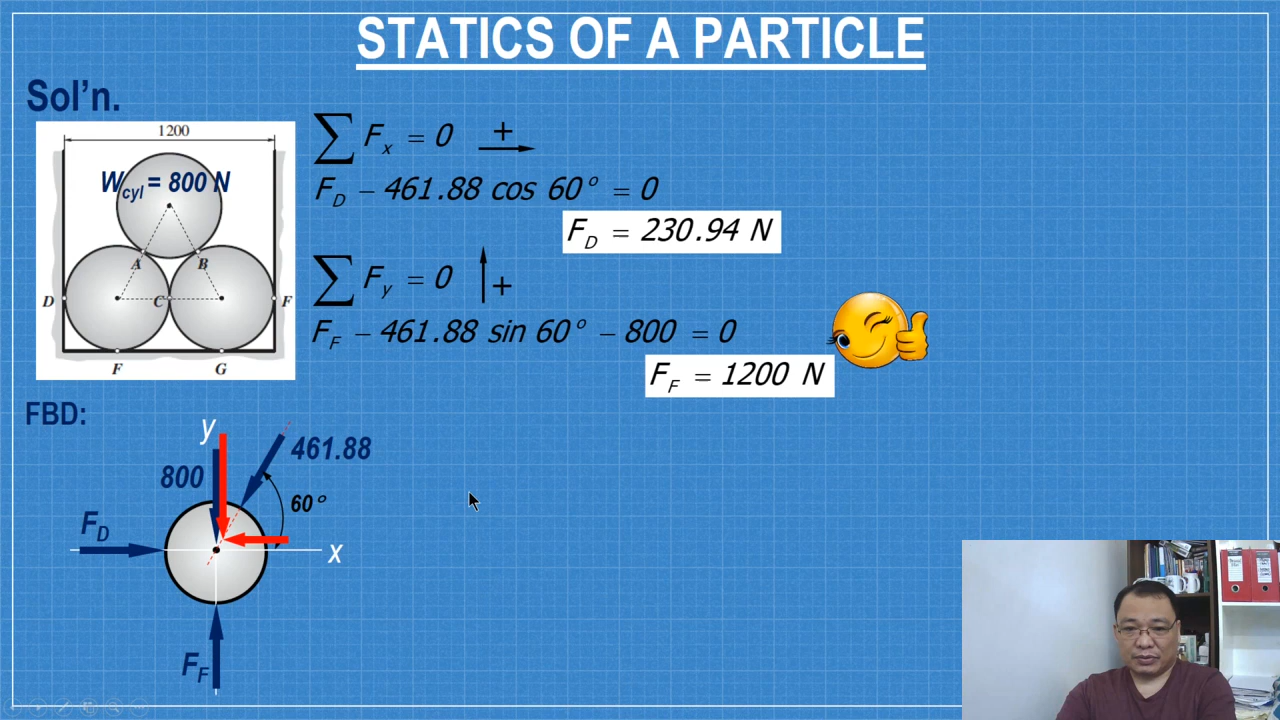 STATICS OF A PARTICLE
Sol'n.
1200
W_cyl = 800 N
A
B
D
C
F
F
G
∑ F_x = 0 +
F_D − 461.88 cos 60° = 0
F_D = 230.94 N
∑ F_y = 0 +
F_F − 461.88 sin 60° − 800 = 0
F_F = 1200 N
FBD:
y
461.88
800
60°
F_D
x
F_F